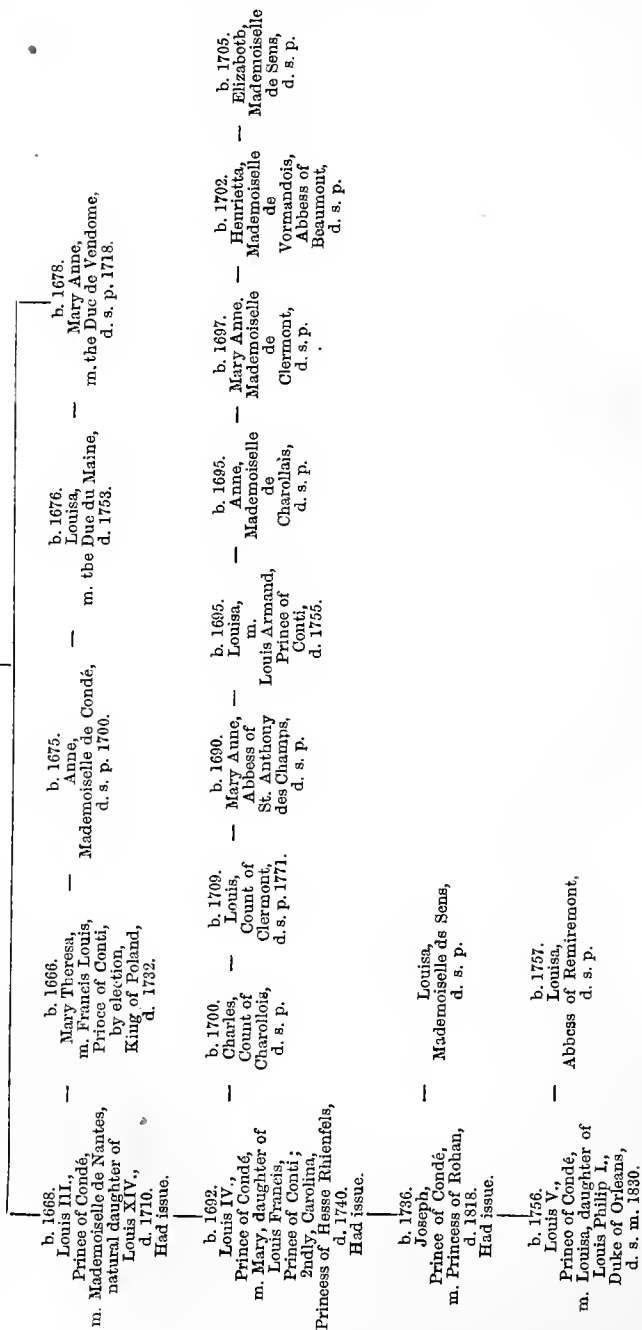 b. 1668.
Louis III.,
Prince of Condé,
m. Mademoiselle de Nantes,
natural daughter of
Louis XIV.,
d. 1710.
Had issue.
—
b. 1666.
Mary Theresa,
m. Francis Louis,
Prioce of Conti,
by election,
King of Poland,
d. 1732.
—
b. 1675.
Anne,
Mademoiselle de Condé,
d. s. p. 1700.
—
b. 1676.
Louisa,
m. the Duc du Maine,
d. 1753.
—
b. 1678.
Mary Anne,
m. the Duc de Vendome,
d. s. p. 1718.
b. 1692.
Louis IV.,
Prince of Condé,
m. Mary, daughter of
Louis Francis,
Prince of Conti;
2ndly, Carolina,
Princess of Hesse Rhienfels,
d. 1740.
Had issue.
—
b. 1700.
Charles,
Count of
Charollois,
d. s. p.
—
b. 1709.
Louis,
Count of
Clermont,
d. s. p. 1771.
—
b. 1690.
Mary Anne,
Abbess of
St. Anthony
des Champs,
d. s. p.
—
b. 1695.
Louisa,
m.
Louis Armand,
Prince of
Conti,
d. 1755.
—
b. 1695.
Anne,
Mademoiselle
de
Charollais,
d. s. p.
—
b. 1697.
Mary Anne,
Mademoiselle
de
Clermont,
d. s. p.
—
b. 1702.
Henrietta,
Mademoiselle
de
Vormandois,
Abbess of
Beaumont,
d. s. p.
—
b. 1705.
Elizabotb,
Mademoiselle
de Sens,
d. s. p.
b. 1736.
Joseph,
Prince of Condé,
m. Princess of Rohan,
d. 1818.
Had issue.
—
Louisa,
Mademoiselle de Sens,
d. s. p.
b. 1756.
Louis V.,
Prince of Condé,
m. Louisa, daughter of
Louis Philip I.,
Duke of Orleans,
d. s. m. 1830.
—
b. 1757.
Louisa,
Abbess of Remiremont,
d. s. p.